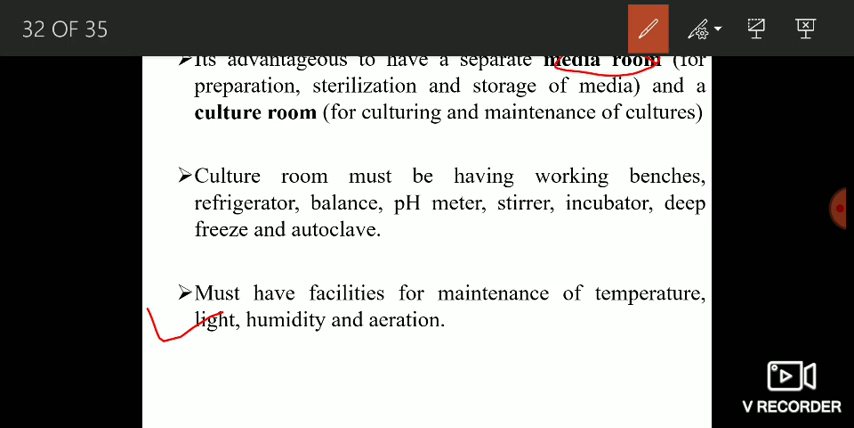 32 OF 35
Its advantageous to have a separate media room (for
preparation, sterilization and storage of media) and a
culture room (for culturing and maintenance of cultures)
Culture room must be having working benches,
refrigerator, balance, pH meter, stirrer, incubator, deep
freeze and autoclave.
Must have facilities for maintenance of temperature,
light, humidity and aeration.
V RECORDER